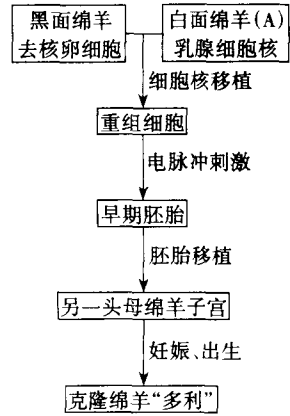 黑面绵羊
去核卵细胞
白面绵羊(A)
乳腺细胞核
细胞核移植
重组细胞
电脉冲刺激
早期胚胎
胚胎移植
另一头母绵羊子宫
妊娠、出生
克隆绵羊“多利”